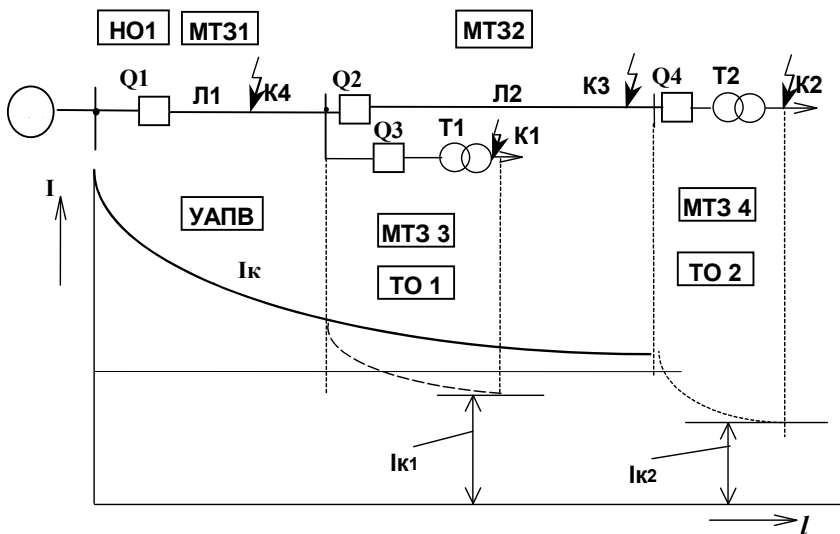 НО1 МТЗ1 МТЗ2
Q1 Q2 К3 Q4 Т2 К2
Л1 К4 Л2
Q3 Т1 К1
I
УАПВ МТЗ 3 МТЗ 4
Iк ТО 1 ТО 2
Iк1 Iк2
l